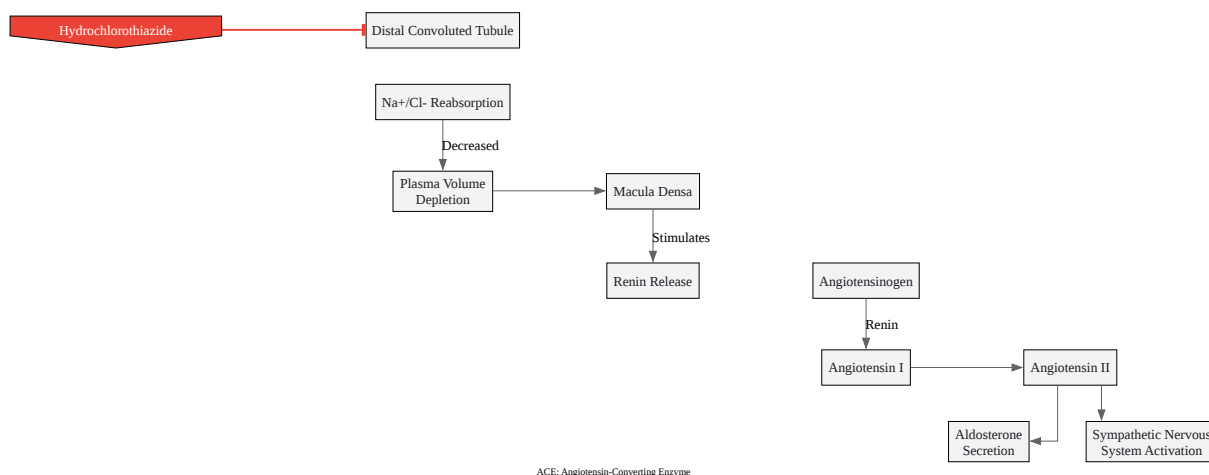 Hydrochlorothiazide
Distal Convoluted Tubule
Na+/Cl- Reabsorption
Decreased
Plasma Volume
Depletion
Macula Densa
Stimulates
Renin Release
Angiotensinogen
Renin
Angiotensin I
Angiotensin II
Aldosterone
Secretion
Sympathetic Nervous
System Activation
ACE: Angiotensin-Converting Enzyme